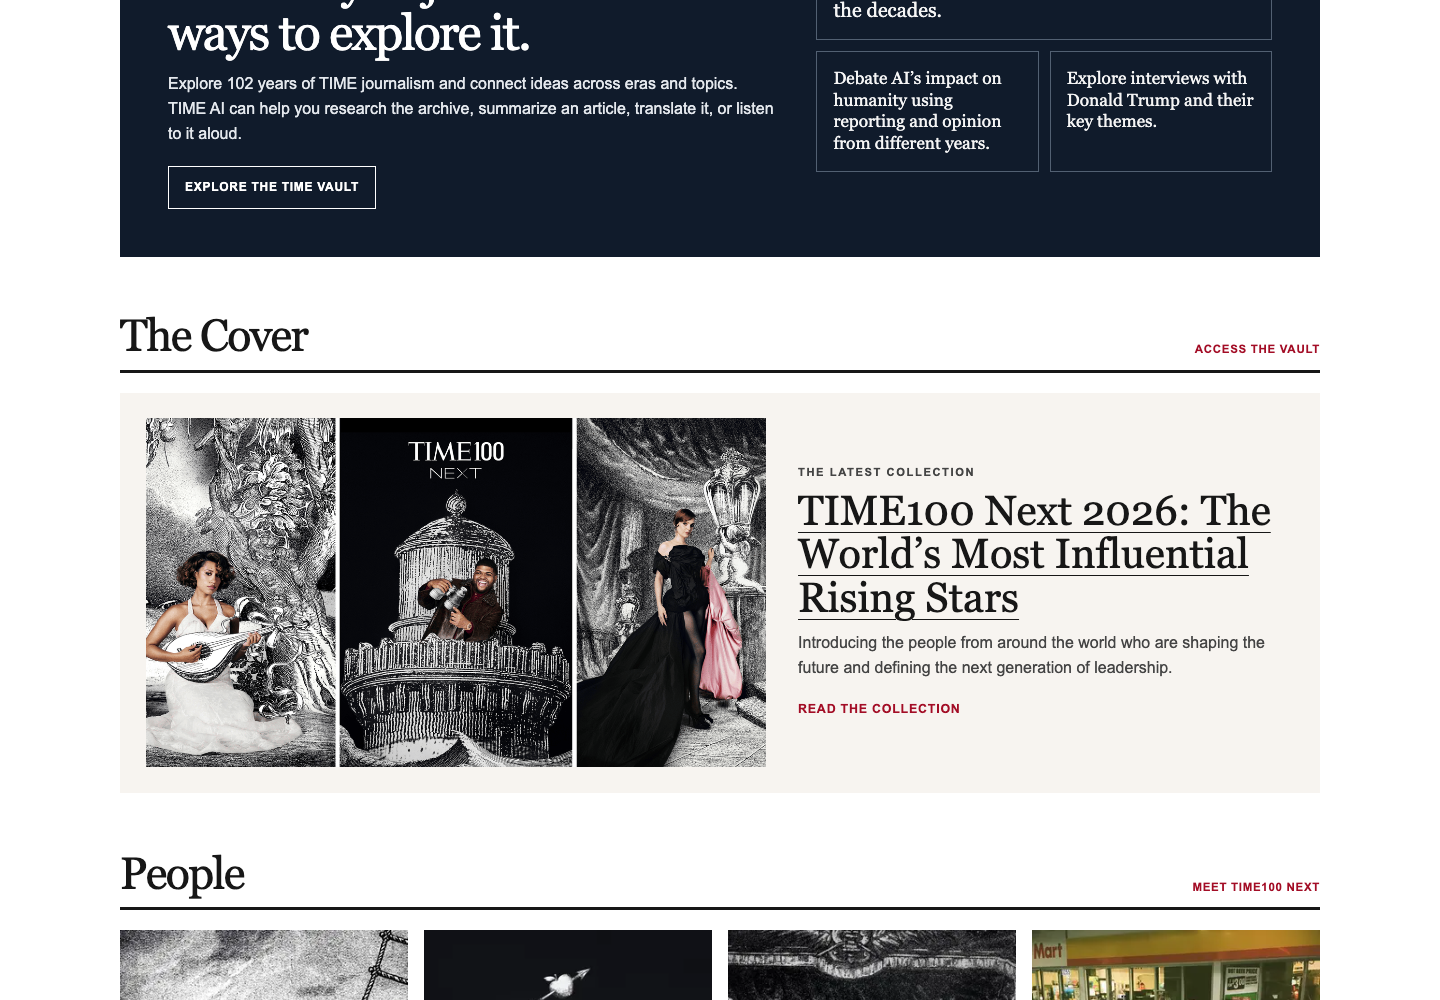 ways to explore it.
Explore 102 years of TIME journalism and connect ideas across eras and topics.
TIME AI can help you research the archive, summarize an article, translate it, or listen
to it aloud.
EXPLORE THE TIME VAULT
the decades.
Debate AI’s impact on
humanity using
reporting and opinion
from different years.
Explore interviews with
Donald Trump and their
key themes.
The Cover
ACCESS THE VAULT
TIME100
NEXT
THE LATEST COLLECTION
TIME100 Next 2026: The
World’s Most Influential
Rising Stars
Introducing the people from around the world who are shaping the
future and defining the next generation of leadership.
READ THE COLLECTION
People
MEET TIME100 NEXT
Mart